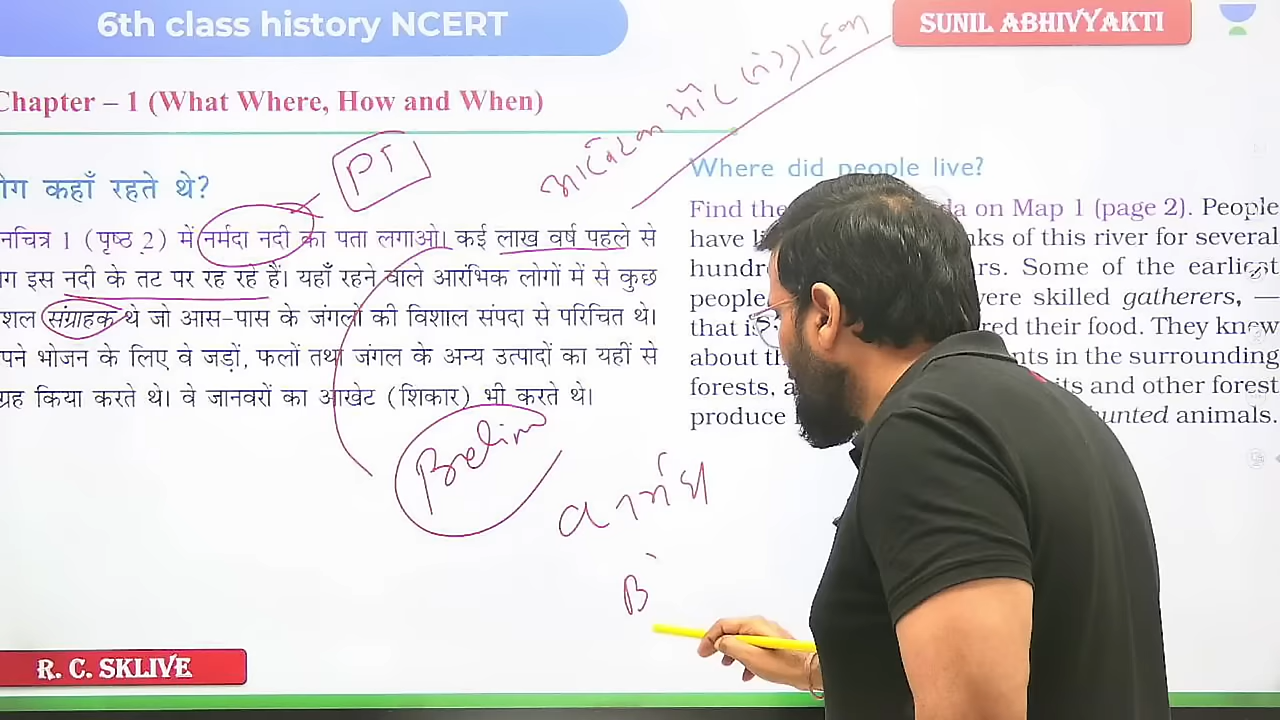 6th class history NCERT
SUNIL ABHIVYAKTI
Chapter – 1 (What Where, How and When)
PT
ोग कहाँ रहते थे?
नचित्र 1 (पृष्ठ 2) में नर्मदा नदी का पता लगाओ। कई लाख वर्ष पहले से
ग इस नदी के तट पर रह रहे हैं। यहाँ रहने वाले आरंभिक लोगों में से कुछ
शल संग्राहक थे जो आस-पास के जंगलों की विशाल संपदा से परिचित थे।
पने भोजन के लिए वे जड़ों, फलों तथा जंगल के अन्य उत्पादों का यहीं से
ग्रह किया करते थे। वे जानवरों का आखेट (शिकार) भी करते थे।
Where did people live?
Find the da on Map 1 (page 2). People
have li nks of this river for several
hundre rs. Some of the earliest
people were skilled gatherers, —
that is red their food. They knew
about th nts in the surrounding
forests, a its and other forest
produce hunted animals.
B
R. C. SKLIVE